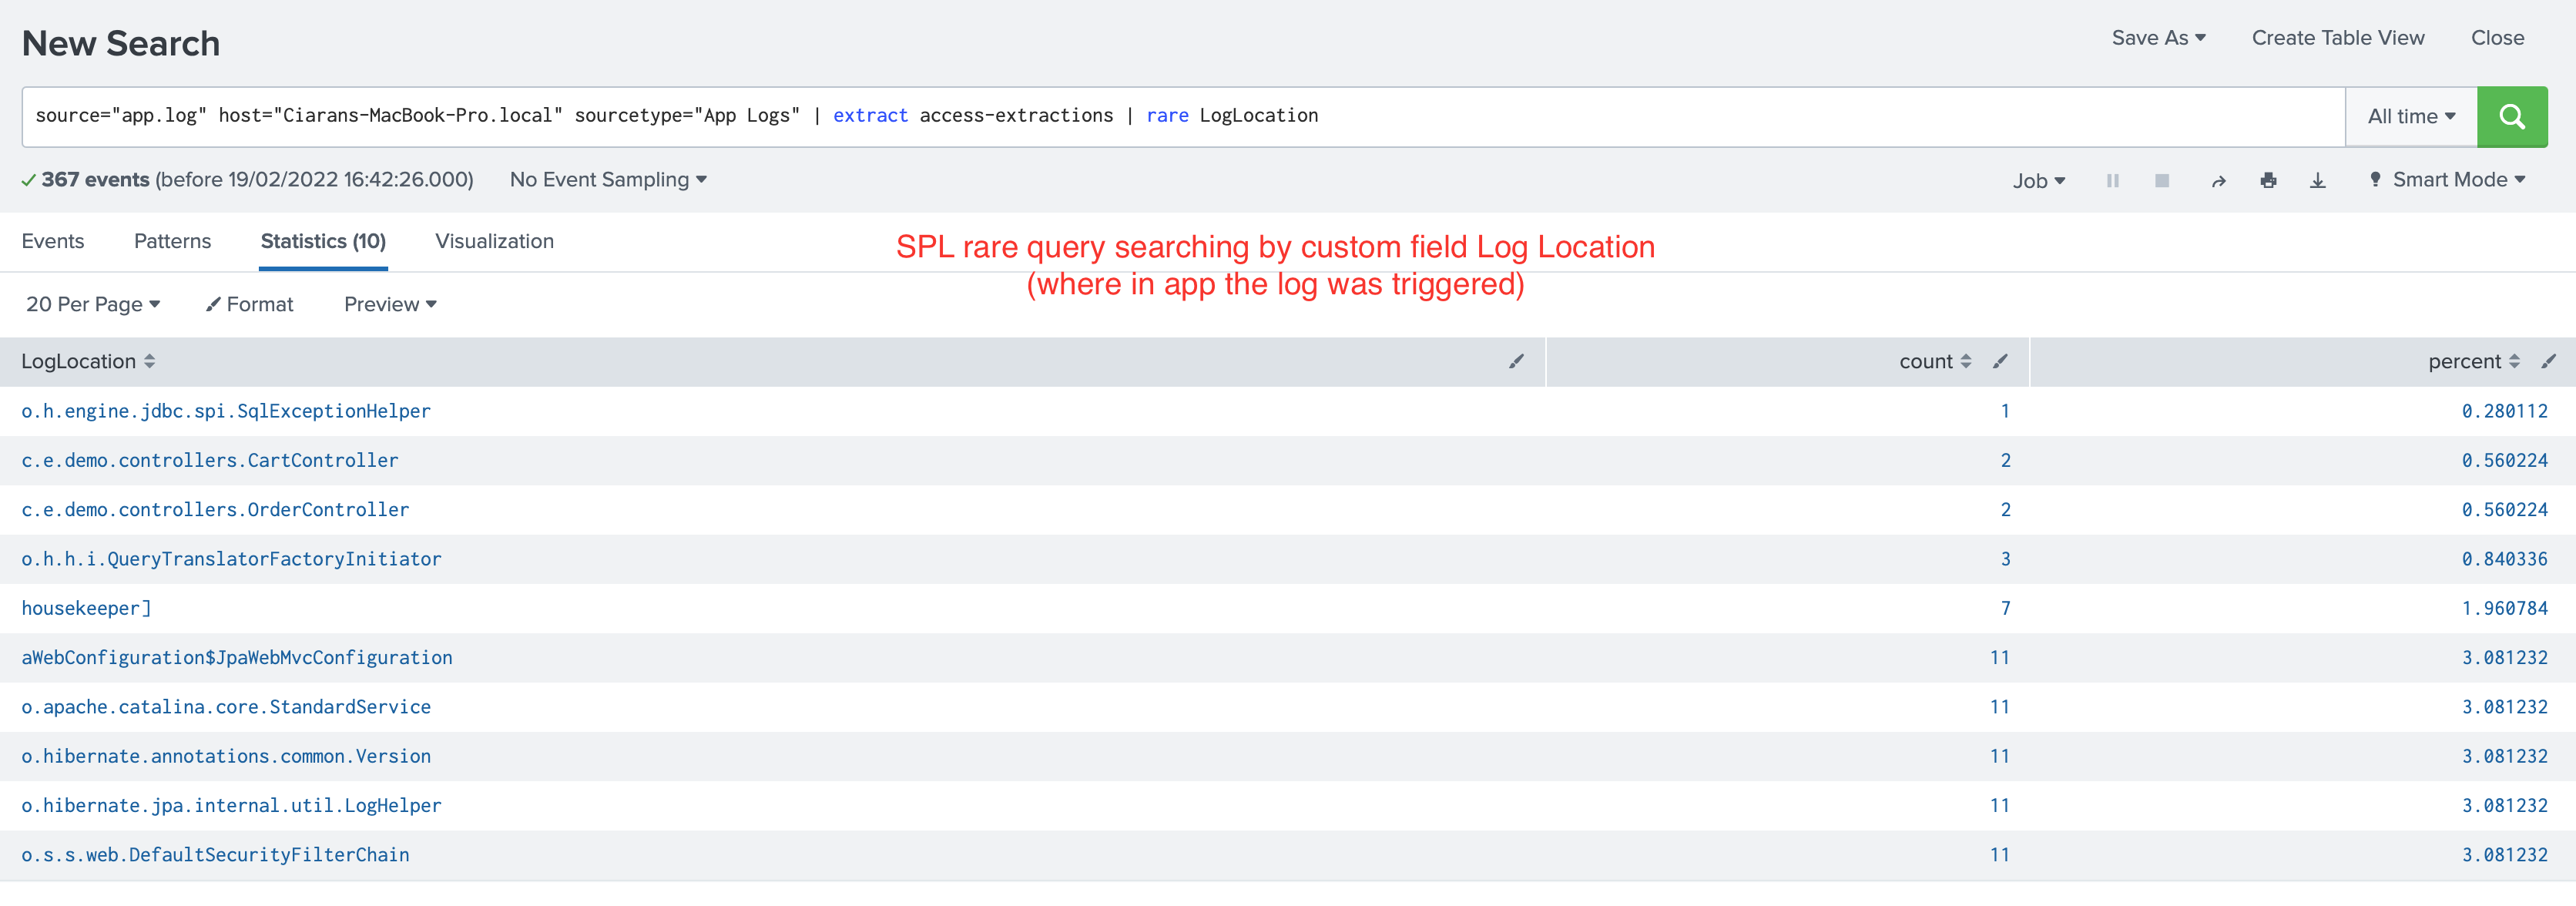 New Search
Save As Create Table View Close
source="app.log" host="Ciarans-MacBook-Pro.local" sourcetype="App Logs" | extract access-extractions | rare LogLocation
All time
367 events (before 19/02/2022 16:42:26.000) No Event Sampling
Job Smart Mode
Events Patterns Statistics (10) Visualization
SPL rare query searching by custom field Log Location
(where in app the log was triggered)
20 Per Page Format Preview
LogLocation count percent
o.h.engine.jdbc.spi.SqlExceptionHelper 1 0.280112
c.e.demo.controllers.CartController 2 0.560224
c.e.demo.controllers.OrderController 2 0.560224
o.h.h.i.QueryTranslatorFactoryInitiator 3 0.840336
housekeeper] 7 1.960784
aWebConfiguration$JpaWebMvcConfiguration 11 3.081232
o.apache.catalina.core.StandardService 11 3.081232
o.hibernate.annotations.common.Version 11 3.081232
o.hibernate.jpa.internal.util.LogHelper 11 3.081232
o.s.s.web.DefaultSecurityFilterChain 11 3.081232